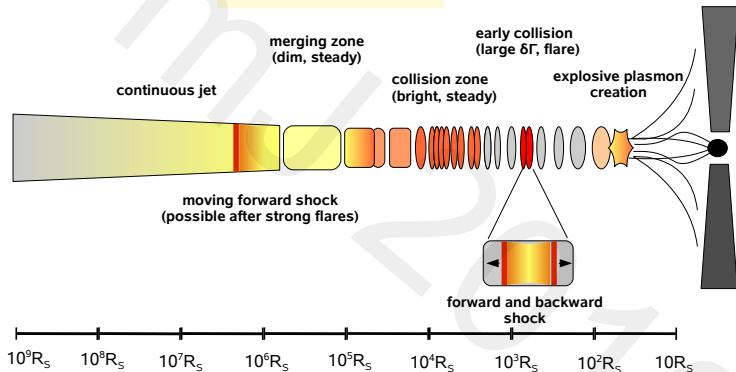 merging zone
(dim, steady)
early collision
(large δΓ, flare)
continuous jet
collision zone
(bright, steady)
explosive plasmon
creation
moving forward shock
(possible after strong flares)
forward and backward
shock
10⁹R_S 10⁸R_S 10⁷R_S 10⁶R_S 10⁵R_S 10⁴R_S 10³R_S 10²R_S 10R_S